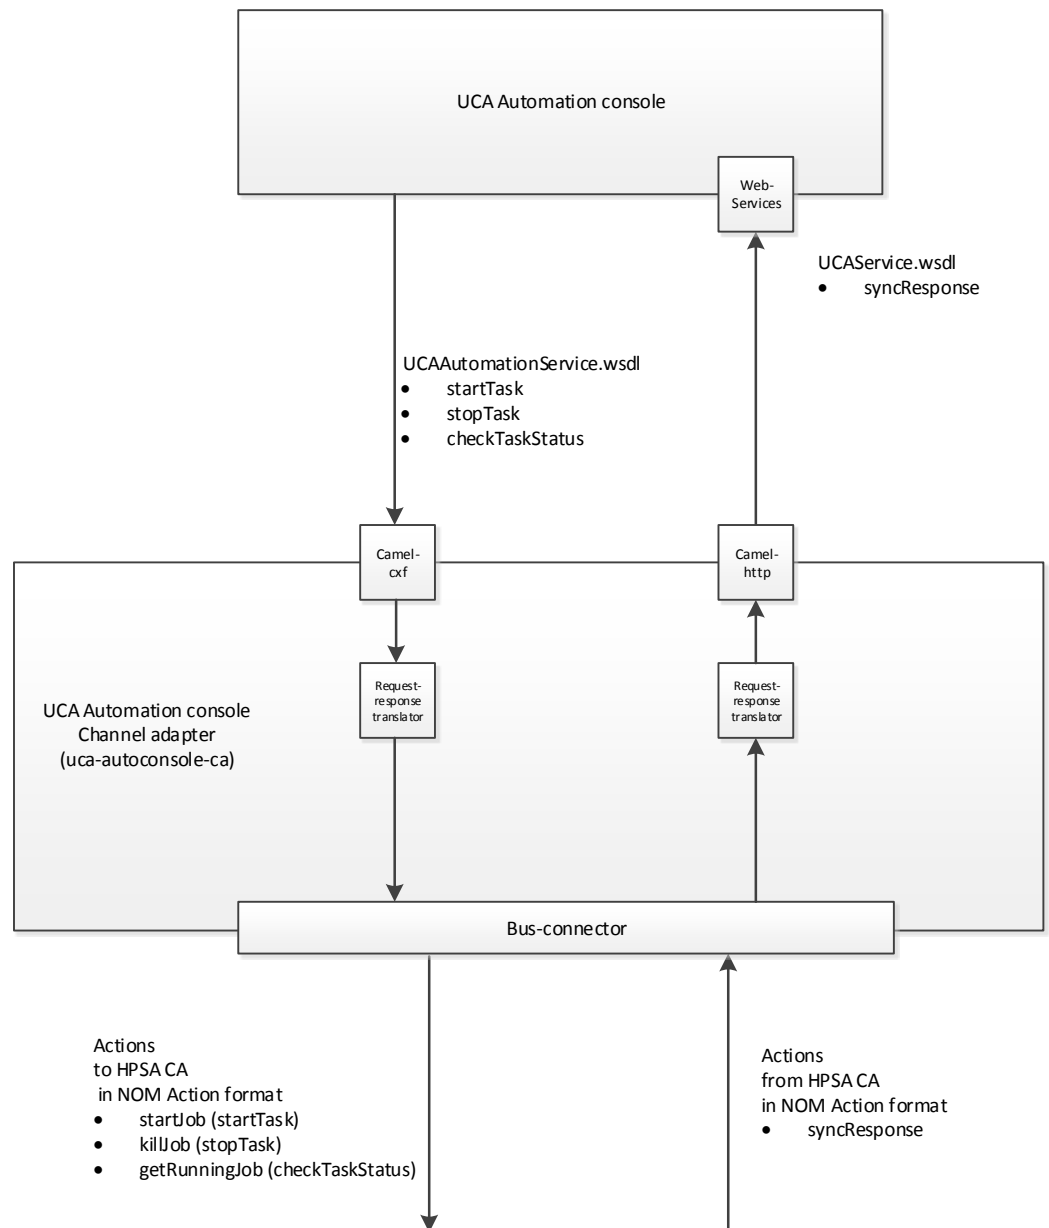 UCA Automation console
Web-
Services
UCAService.wsdl
• syncResponse
UCAAutomationService.wsdl
• startTask
• stopTask
• checkTaskStatus
Camel-
cxf
Camel-
http
Request-
response
translator
Request-
response
translator
UCA Automation console
Channel adapter
(uca-autoconsole-ca)
Bus-connector
Actions
to HPSA CA
in NOM Action format
• startJob (startTask)
• killJob (stopTask)
• getRunningJob (checkTaskStatus)
Actions
from HPSA CA
in NOM Action format
• syncResponse